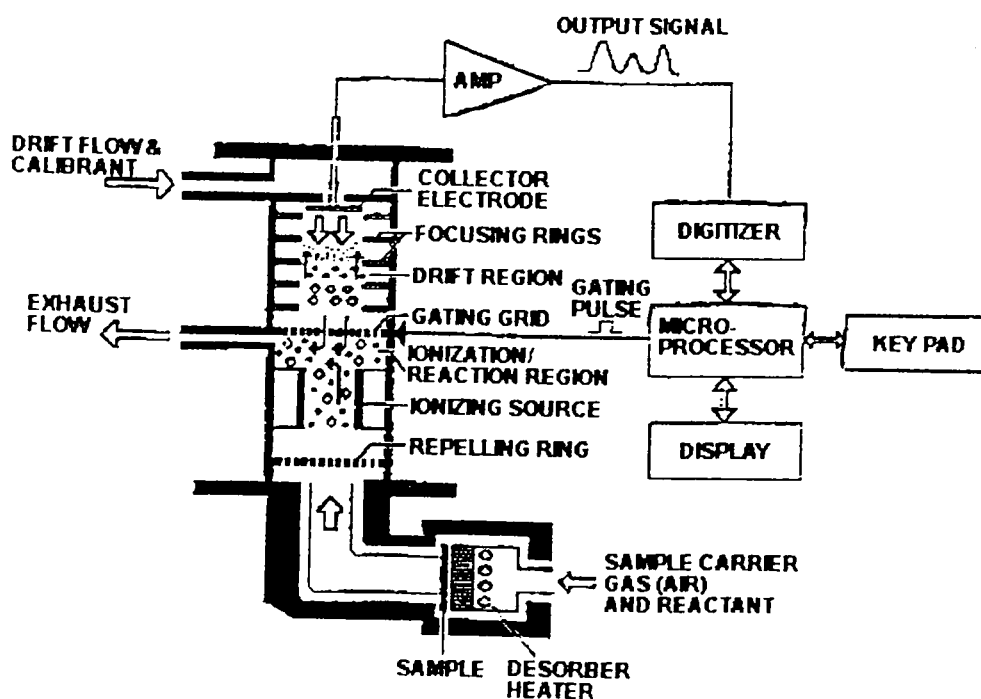 OUTPUT SIGNAL
AMP
DRIFT FLOW &
CALIBRANT
COLLECTOR
ELECTRODE
FOCUSING RINGS
DRIFT REGION
DIGITIZER
EXHAUST
FLOW
GATING GRID
GATING
PULSE
MICRO-
PROCESSOR
KEY PAD
IONIZATION/
REACTION REGION
IONIZING SOURCE
REPELLING RING
DISPLAY
SAMPLE CARRIER
GAS (AIR)
AND REACTANT
SAMPLE
DESORBER
HEATER